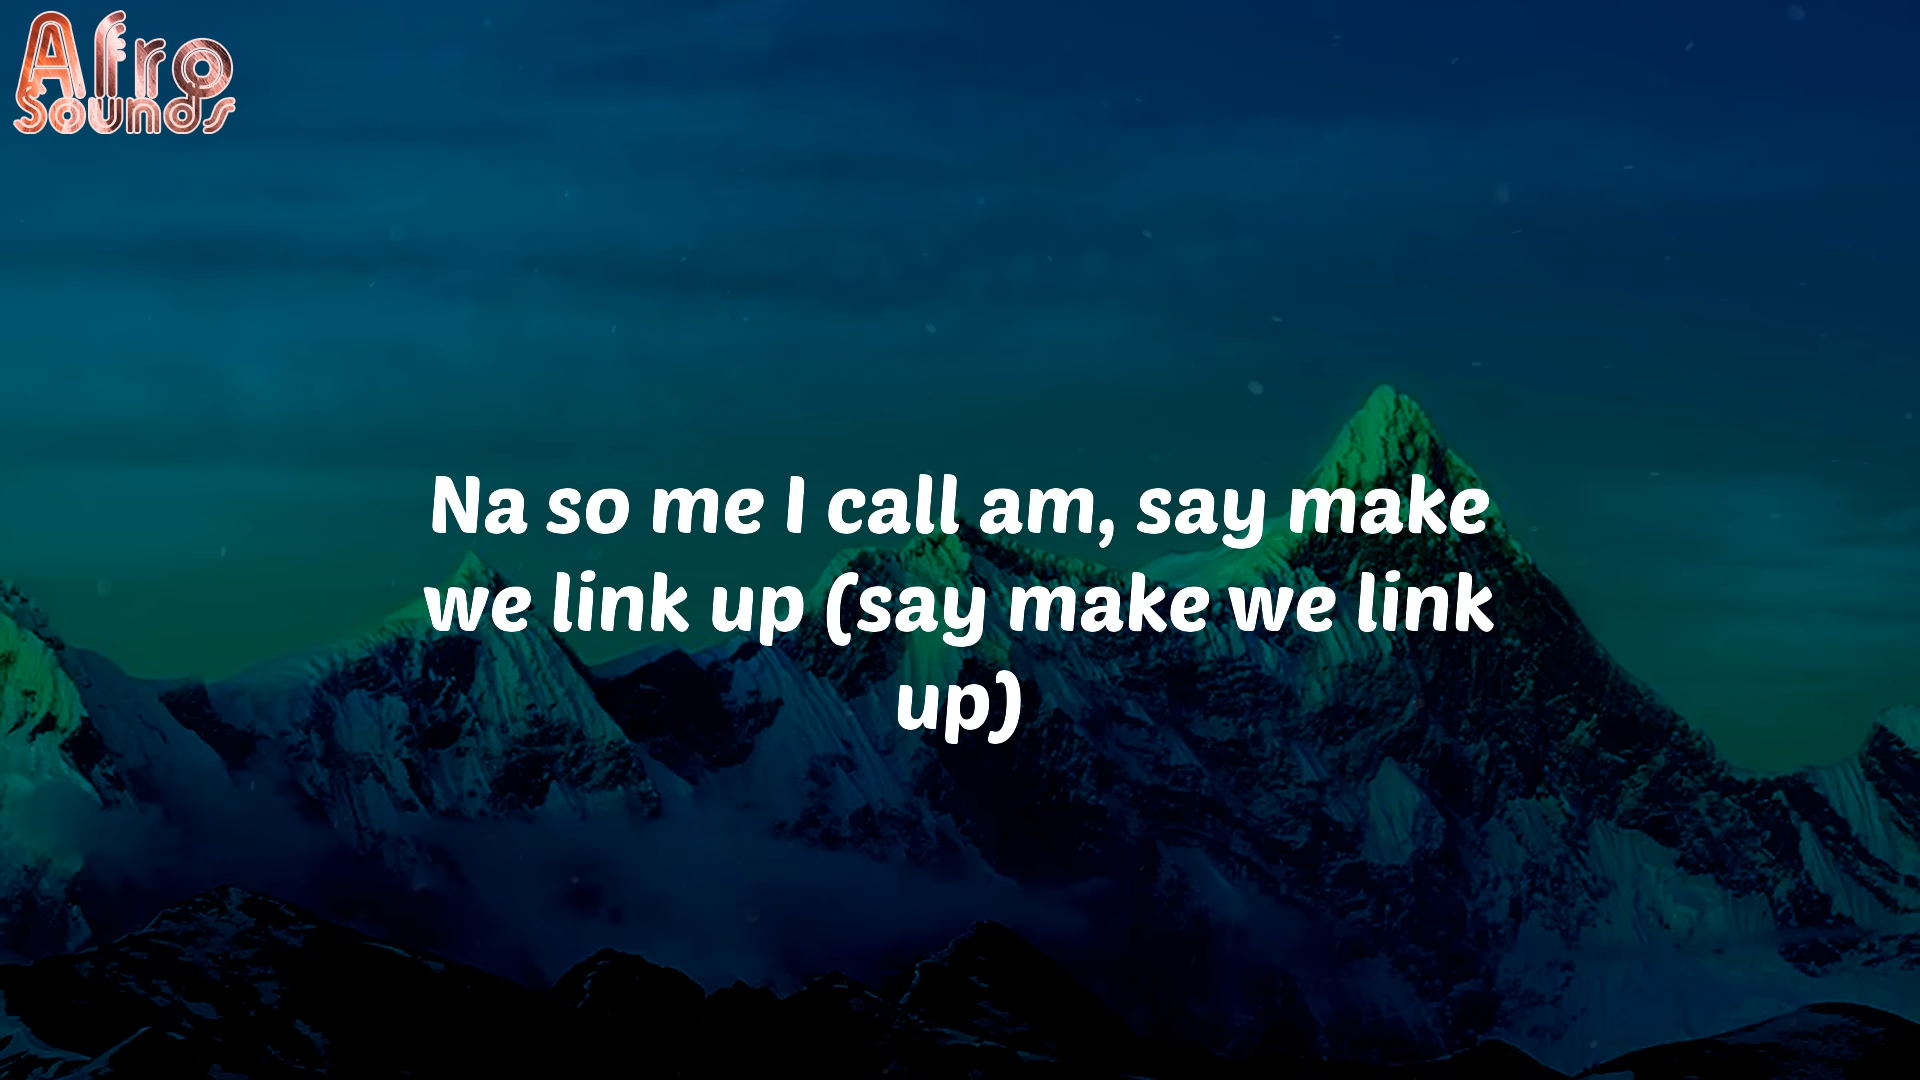 Afro
Sounds
Na so me I call am, say make
we link up (say make we link
up)